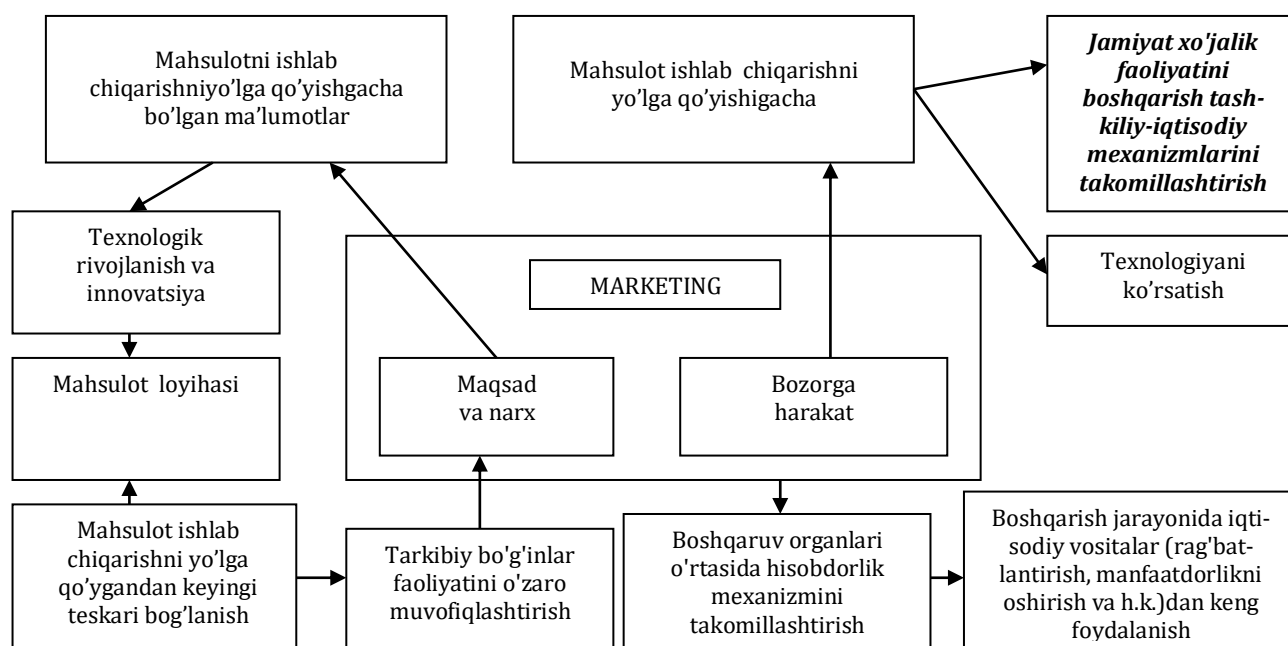 Mahsulotni ishlab
chiqarishniyo’lga qo’yishgacha
bo’lgan ma’lumotlar
Mahsulot ishlab chiqarishni
yo’lga qo’yishigacha
Jamiyat xo'jalik
faoliyatini
boshqarish tash-
kiliy-iqtisodiy
mexanizmlarini
takomillashtirish
Texnologik
rivojlanish va
innovatsiya
MARKETING
Texnologiyani
ko’rsatish
Mahsulot loyihasi
Maqsad
va narx
Bozorga
harakat
Mahsulot ishlab
chiqarishni yo’lga
qo’ygandan keyingi
teskari bog’lanish
Tarkibiy bo'g'inlar
faoliyatini o'zaro
muvofiqlashtirish
Boshqaruv organlari
o'rtasida hisobdorlik
mexanizmini
takomillashtirish
Boshqarish jarayonida iqti-
sodiy vositalar (rag'bat-
lantirish, manfaatdorlikni
oshirish va h.k.)dan keng
foydalanish